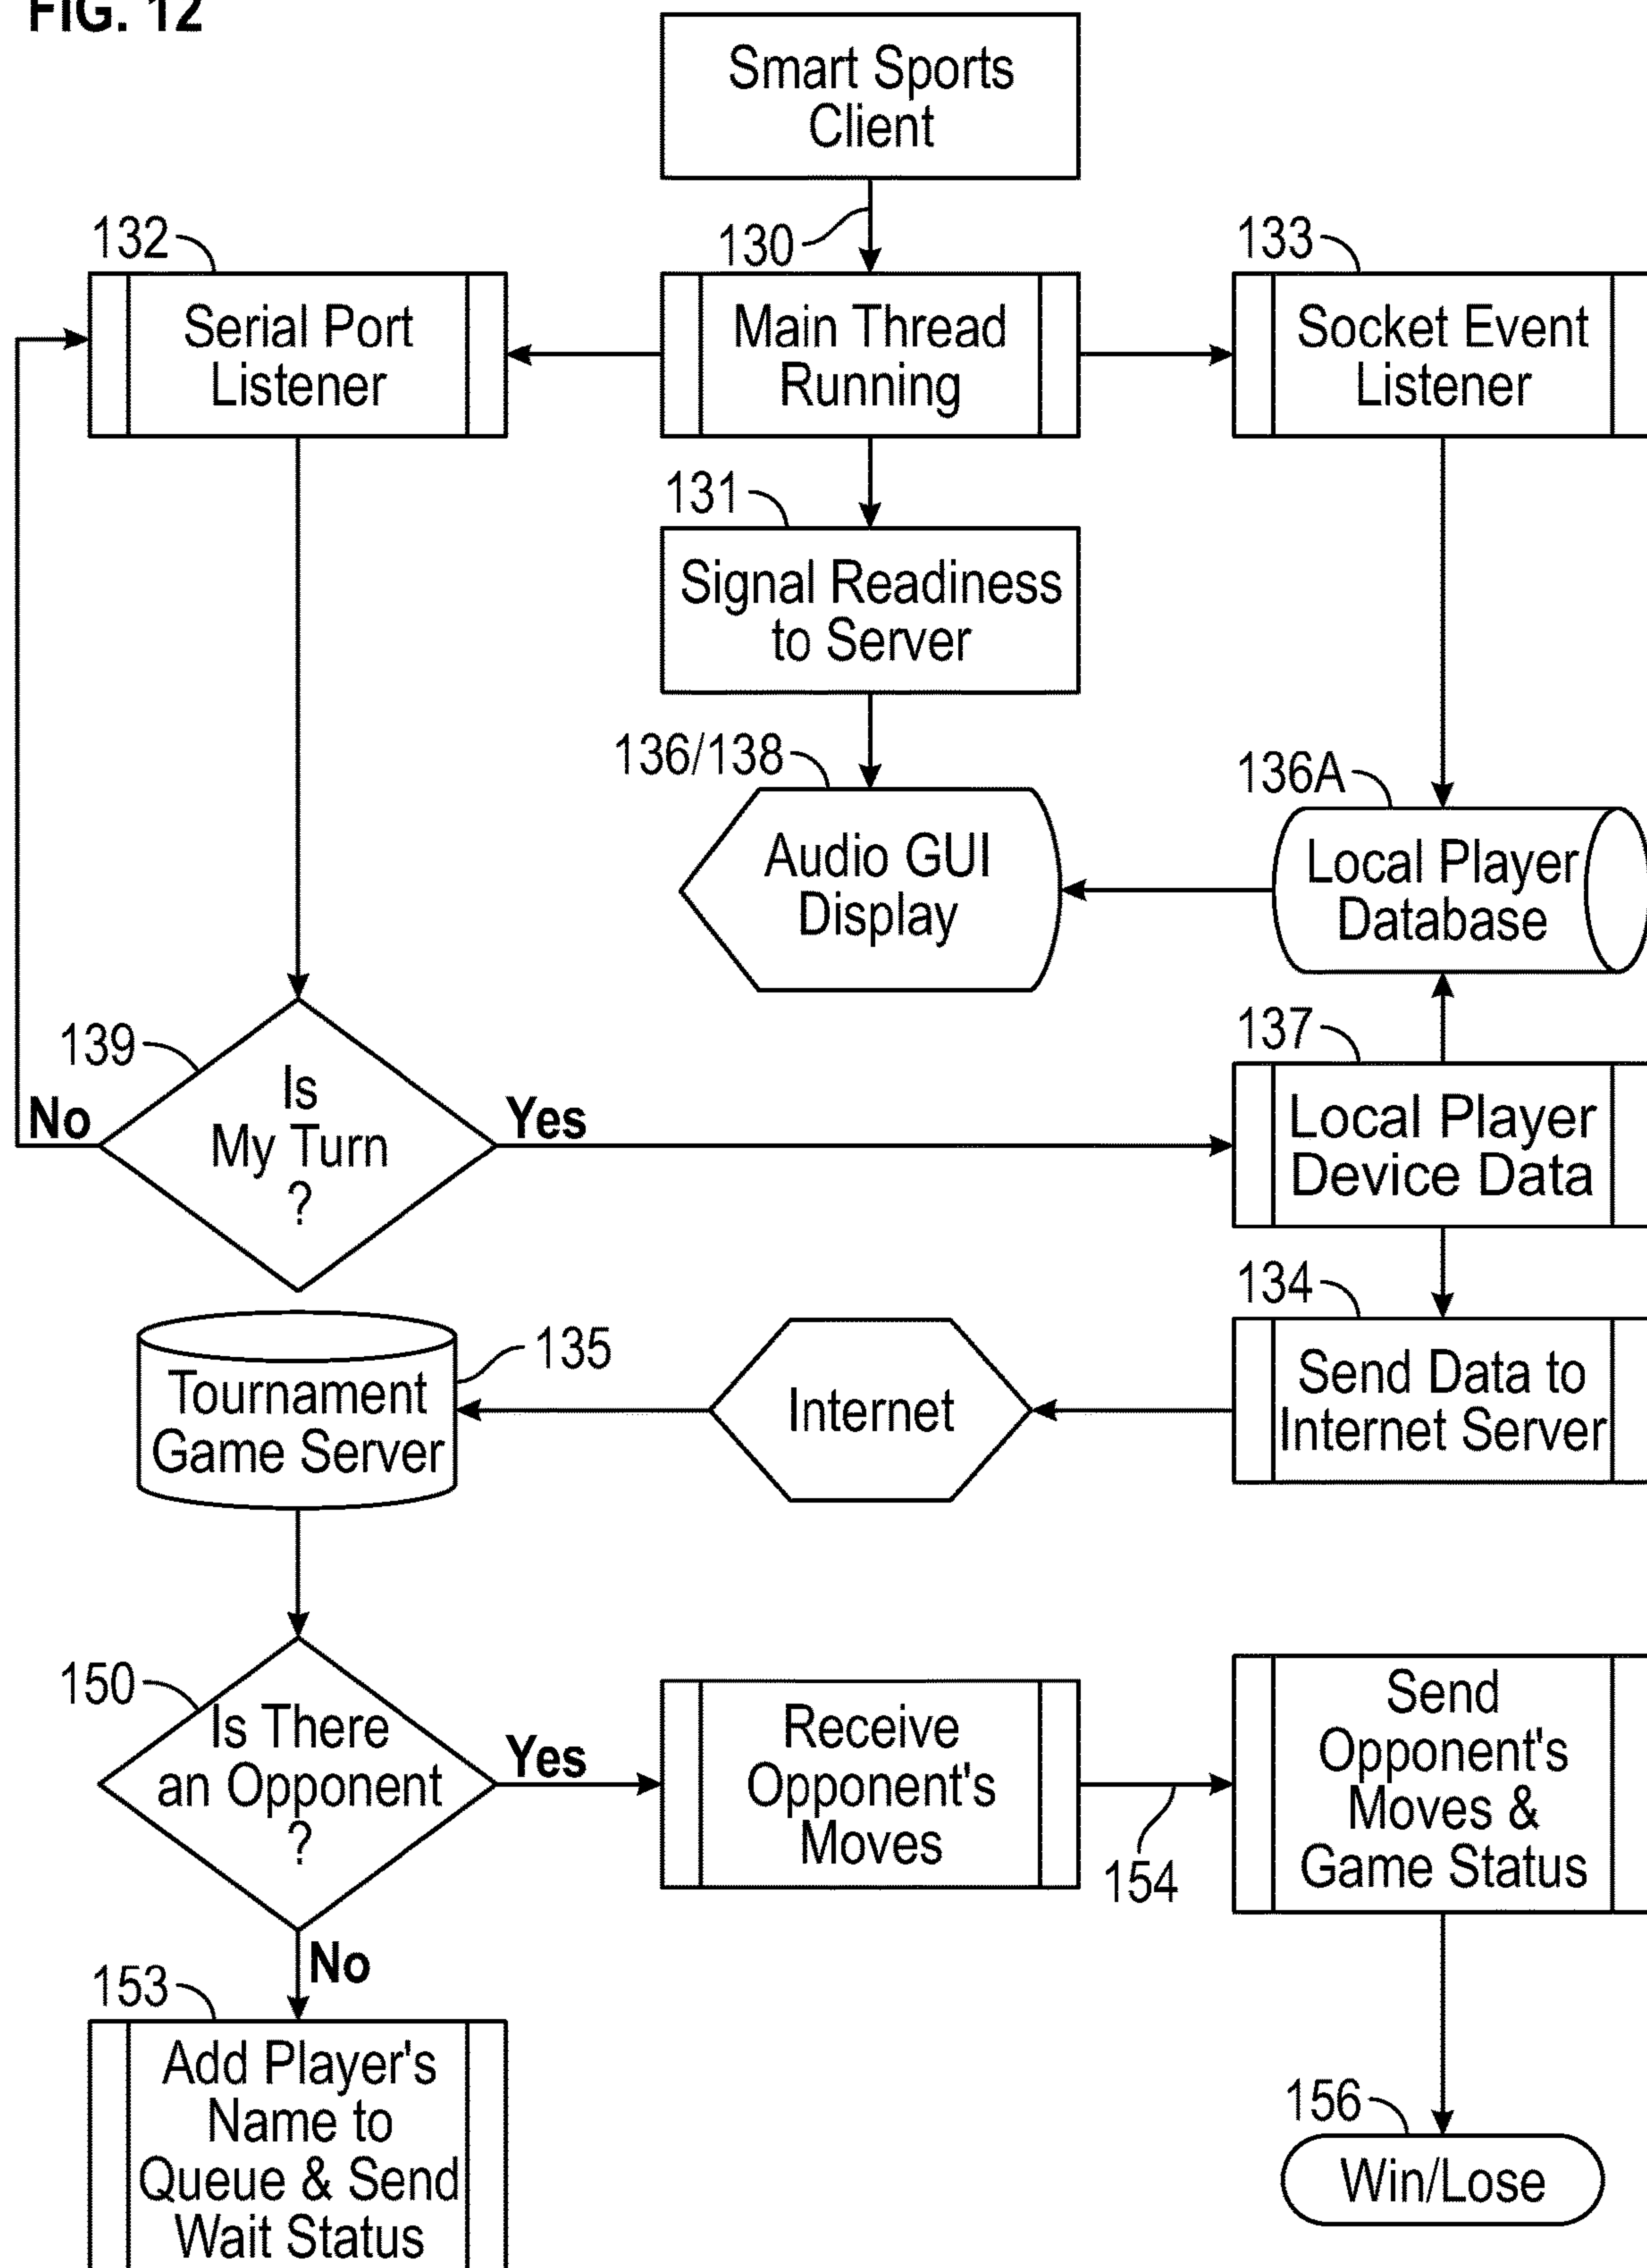 FIG. 12
Smart Sports
Client
130
132
Serial Port
Listener
Main Thread
Running
133
Socket Event
Listener
131
Signal Readiness
to Server
136/138
Audio GUI
Display
136A
Local Player
Database
139
Is
My Turn
?
No
Yes
137
Local Player
Device Data
134
Send Data to
Internet Server
Internet
135
Tournament
Game Server
150
Is There
an Opponent
?
Yes
Receive
Opponent's
Moves
154
Send
Opponent's
Moves &
Game Status
No
153
Add Player's
Name to
Queue & Send
Wait Status
156
Win/Lose